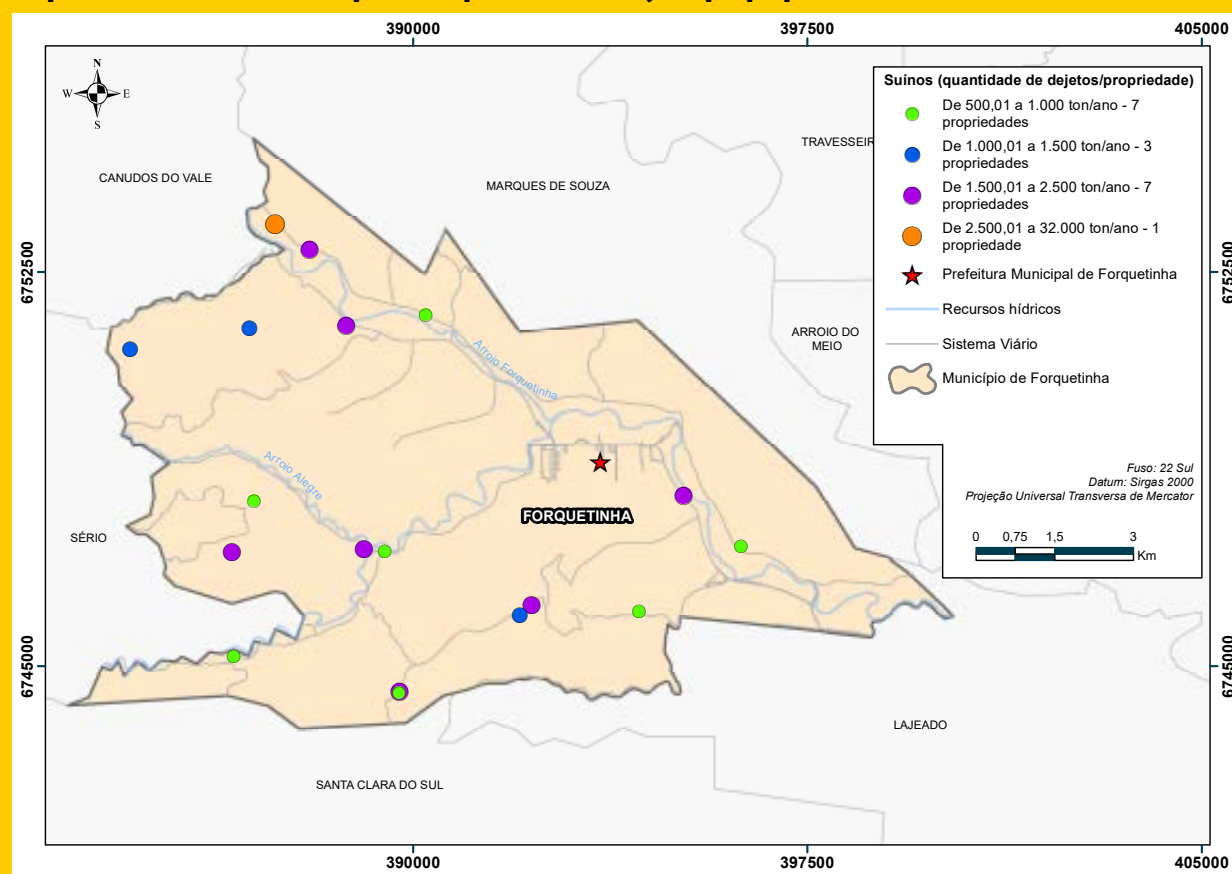 390000
397500
405000
N
W
E
S
Suínos (quantidade de dejetos/propriedade)
De 500,01 a 1.000 ton/ano - 7
propriedades
De 1.000,01 a 1.500 ton/ano - 3
propriedades
De 1.500,01 a 2.500 ton/ano - 7
propriedades
De 2.500,01 a 32.000 ton/ano - 1
propriedade
Prefeitura Municipal de Forquetinha
Recursos hídricos
Sistema Viário
Município de Forquetinha
Fuso: 22 Sul
Datum: Sirgas 2000
Projeção Universal Transversa de Mercator
0 0,75 1,5 3
Km
TRAVESSEIR
CANUDOS DO VALE
MARQUES DE SOUZA
6752500
6752500
ARROIO DO
MEIO
Arroio Forquetinha
Arroio Alegre
FORQUETINHA
SÉRIO
6745000
6745000
LAJEADO
SANTA CLARA DO SUL
390000
397500
405000